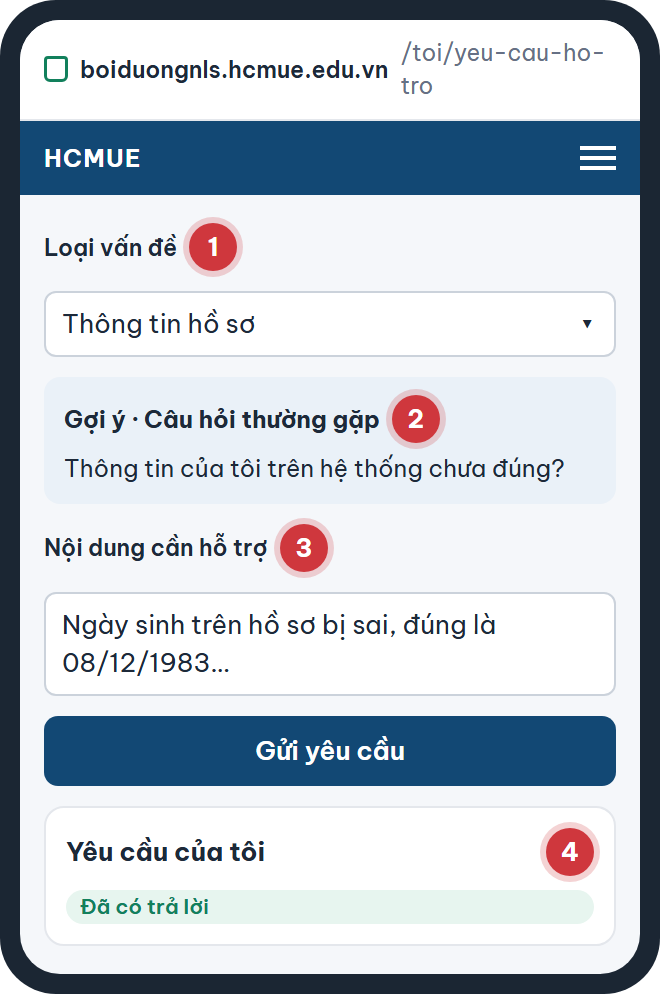 boiduongnls.hcmue.edu.vn /toi/yeu-cau-ho-
tro
HCMUE
Loại vấn đề 1
Thông tin hồ sơ
Gợi ý · Câu hỏi thường gặp 2
Thông tin của tôi trên hệ thống chưa đúng?
Nội dung cần hỗ trợ 3
Ngày sinh trên hồ sơ bị sai, đúng là
08/12/1983...
Gửi yêu cầu
Yêu cầu của tôi 4
Đã có trả lời